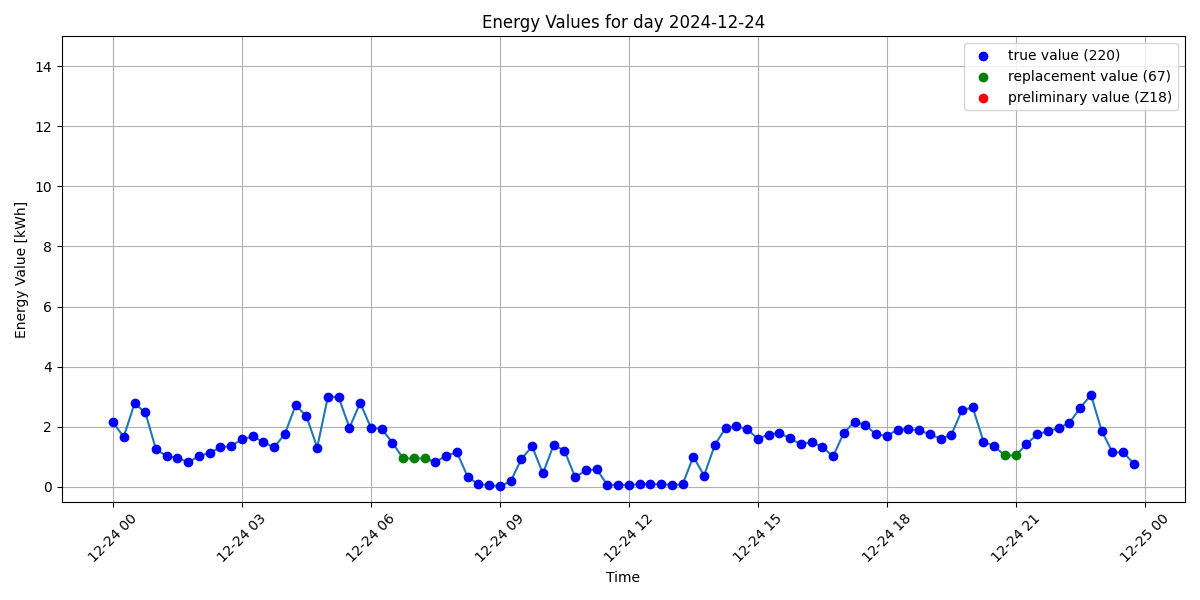 Energy Values for day 2024-12-24
true value (220)
replacement value (67)
preliminary value (Z18)
Energy Value [kWh]
14
12
10
8
6
4
2
0
12-24 00
12-24 03
12-24 06
12-24 09
12-24 12
12-24 15
12-24 18
12-24 21
12-25 00
Time